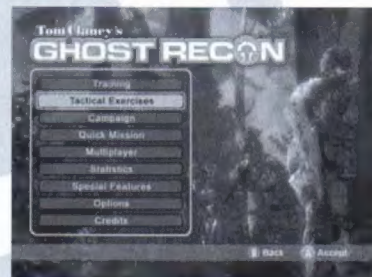 Tom Clancy's
GHOST RECON
Training
Tactical Exercises
Campaign
Quick Mission
Multiplayer
Statistics
Special Features
Options
Credits
B Back A Accept